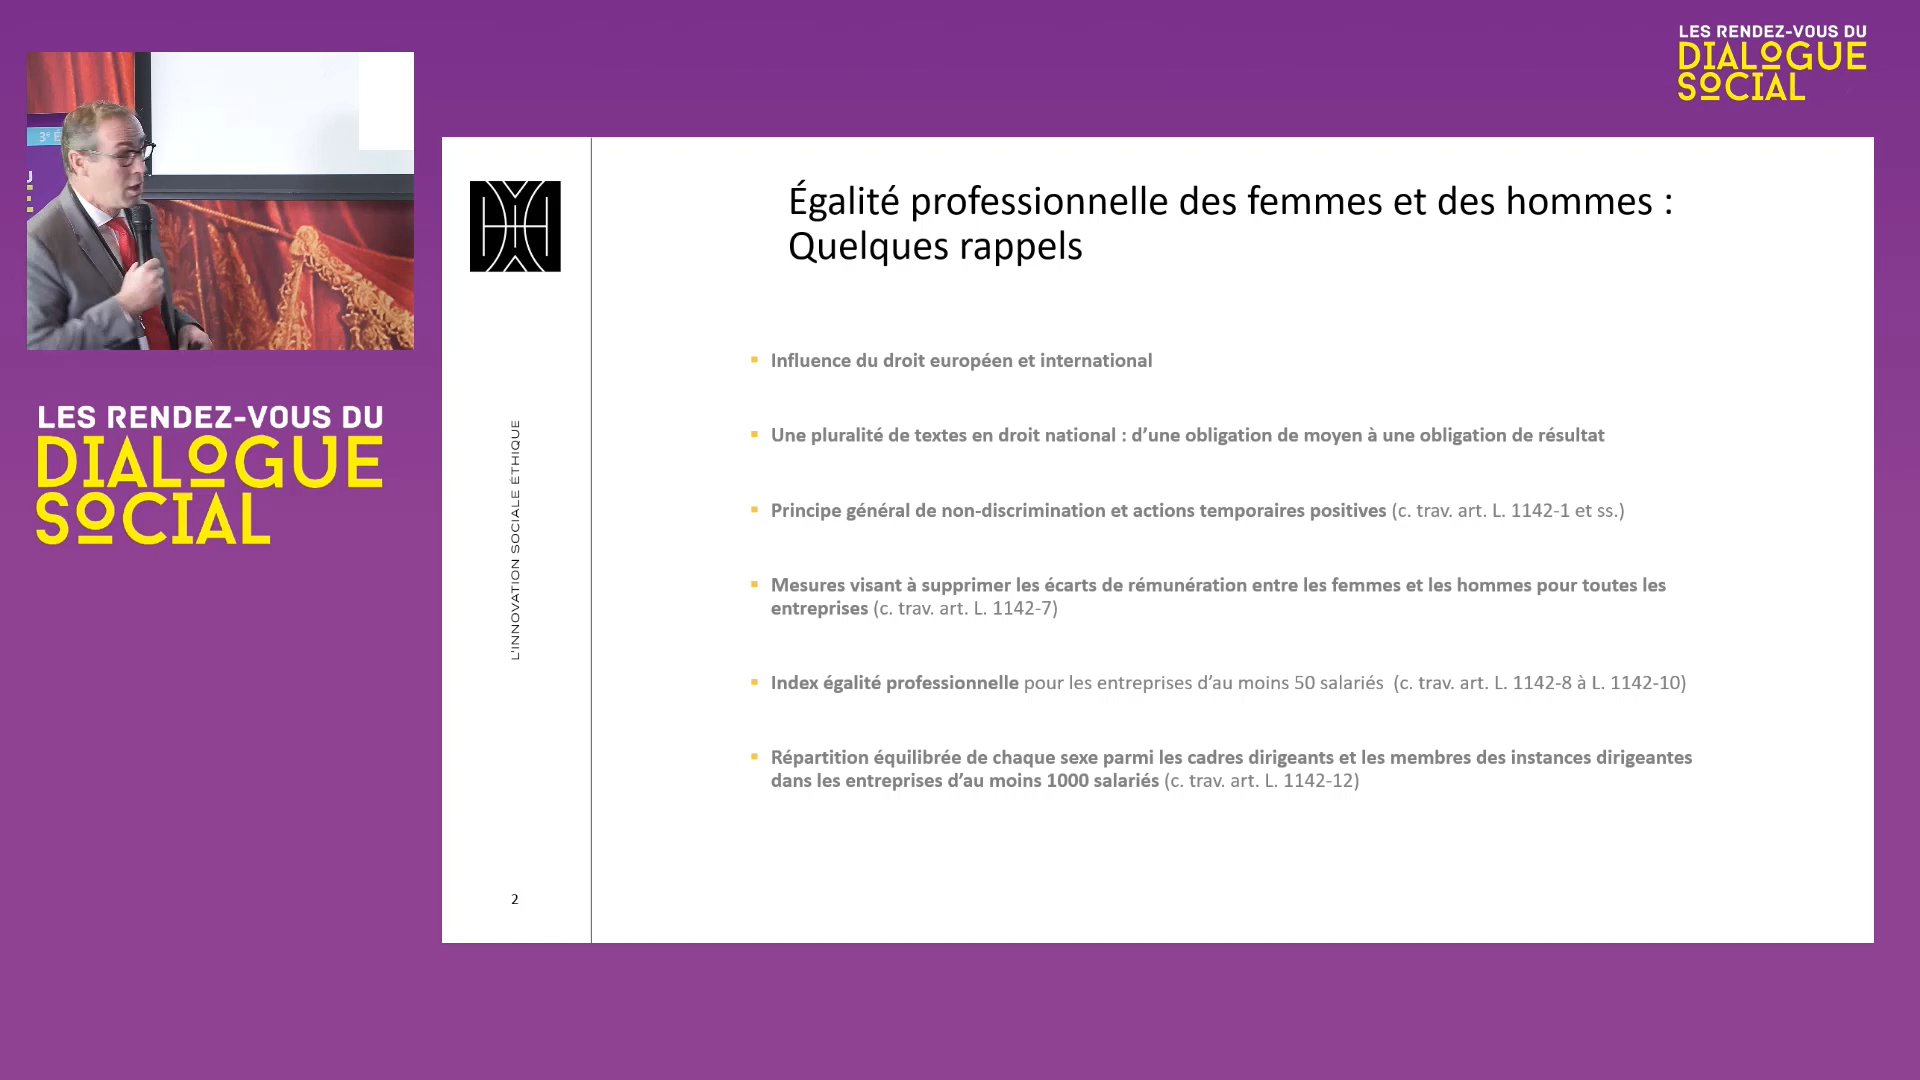 LES RENDEZ-VOUS DU
DIALOGUE
SOCIAL
3e É
LES RENDEZ-VOUS DU
DIALOGUE
SOCIAL
L'INNOVATION SOCIALE ÉTHIQUE
2
Égalité professionnelle des femmes et des hommes :
Quelques rappels
▪ Influence du droit européen et international
▪ Une pluralité de textes en droit national : d’une obligation de moyen à une obligation de résultat
▪ Principe général de non-discrimination et actions temporaires positives (c. trav. art. L. 1142-1 et ss.)
▪ Mesures visant à supprimer les écarts de rémunération entre les femmes et les hommes pour toutes les
entreprises (c. trav. art. L. 1142-7)
▪ Index égalité professionnelle pour les entreprises d’au moins 50 salariés  (c. trav. art. L. 1142-8 à L. 1142-10)
▪ Répartition équilibrée de chaque sexe parmi les cadres dirigeants et les membres des instances dirigeantes
dans les entreprises d’au moins 1000 salariés (c. trav. art. L. 1142-12)